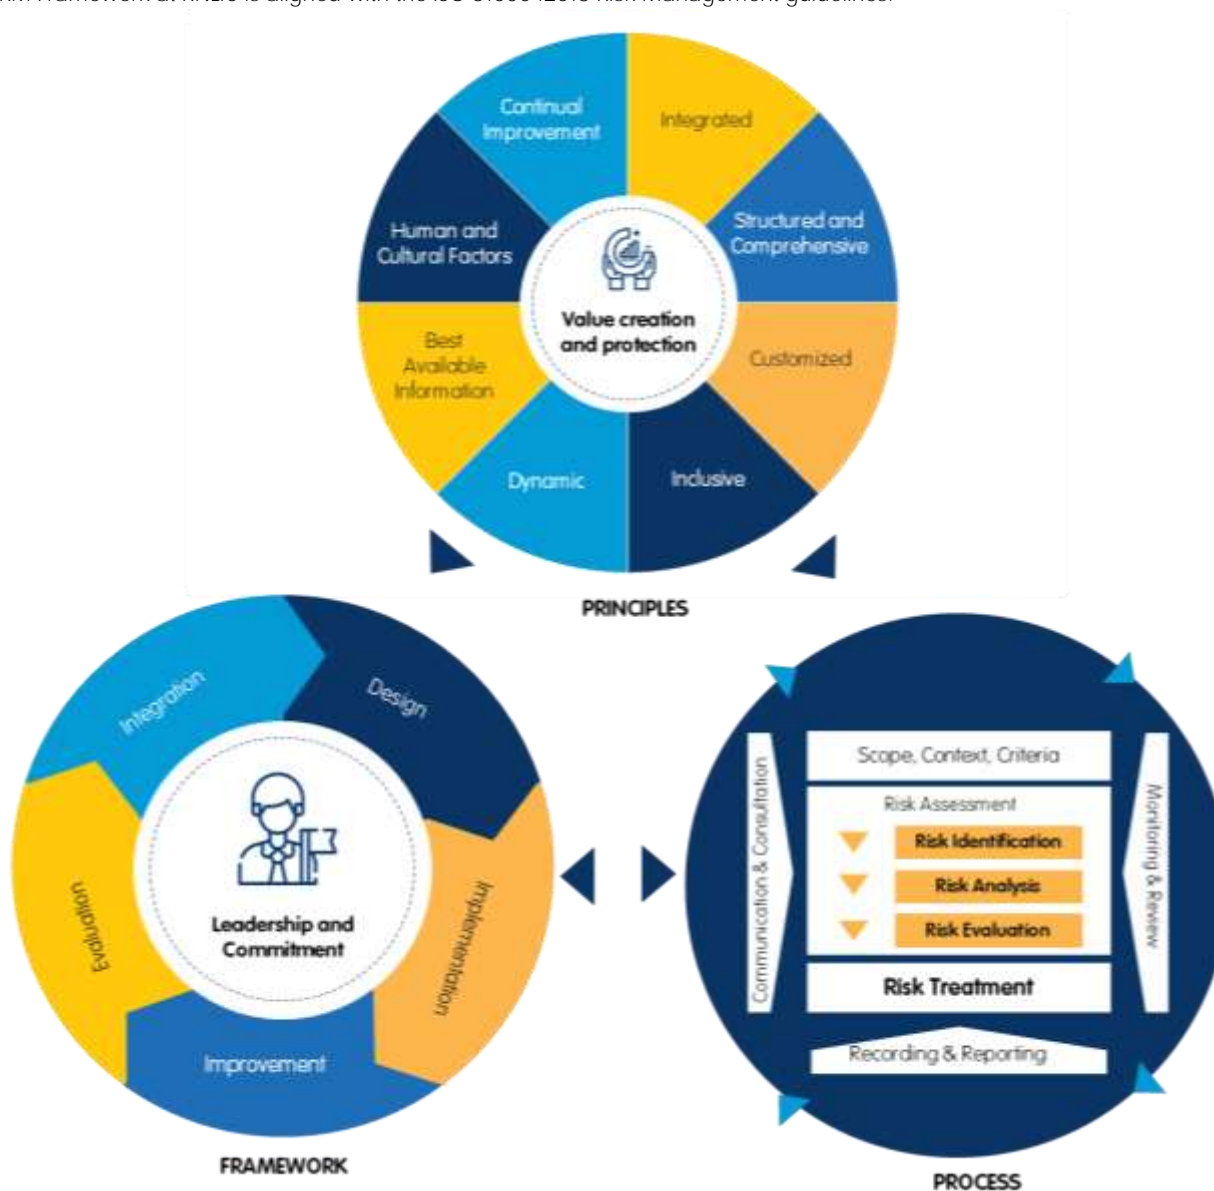 Continual
Improvement
Integrated
Structured and
Comprehensive
Customized
Inclusive
Dynamic
Best
Available
Information
Human and
Cultural Factors
Value creation
and protection
PRINCIPLES
Integration
Design
Implementation
Improvement
Evaluation
Leadership and
Commitment
FRAMEWORK
Communication & Consultation
Scope, Context, Criteria
Risk Assessment
Risk Identification
Risk Analysis
Risk Evaluation
Risk Treatment
Monitoring & Review
Recording & Reporting
PROCESS